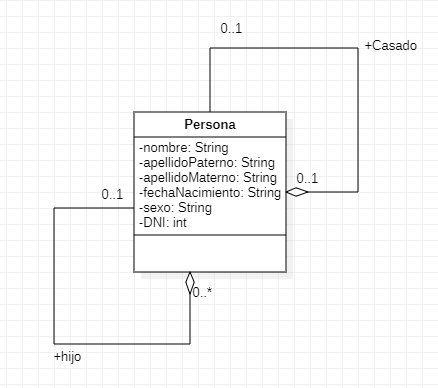 0..1
+Casado
Persona
-nombre: String
-apellidoPaterno: String
-apellidoMaterno: String
-fechaNacimiento: String
-sexo: String
-DNI: int
0..1
0..1
0..*
+hijo